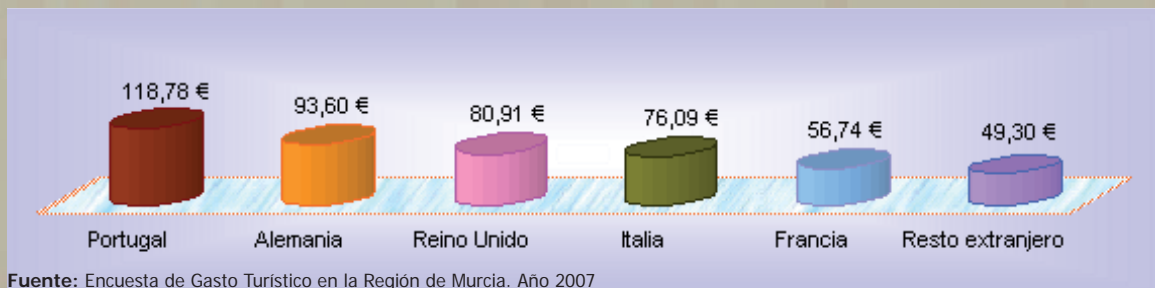 118,78 €
93,60 €
80,91 €
76,09 €
56,74 €
49,30 €
Portugal
Alemania
Reino Unido
Italia
Francia
Resto extranjero
Fuente: Encuesta de Gasto Turístico en la Región de Murcia. Año 2007